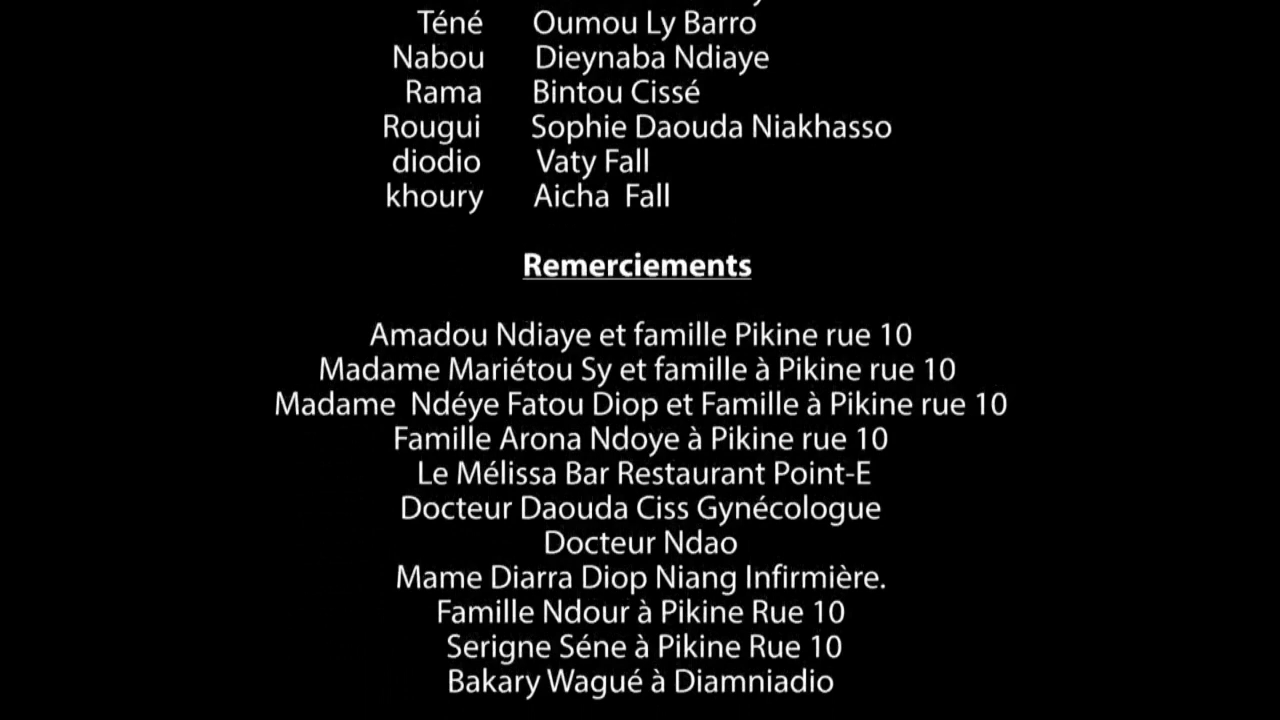 Téné Oumou Ly Barro
Nabou Dieynaba Ndiaye
Rama Bintou Cissé
Rougui Sophie Daouda Niakhasso
diodio Vaty Fall
khoury Aicha Fall
Remerciements
Amadou Ndiaye et famille Pikine rue 10
Madame Mariétou Sy et famille à Pikine rue 10
Madame Ndéye Fatou Diop et Famille à Pikine rue 10
Famille Arona Ndoye à Pikine rue 10
Le Mélissa Bar Restaurant Point-E
Docteur Daouda Ciss Gynécologue
Docteur Ndao
Mame Diarra Diop Niang Infirmière.
Famille Ndour à Pikine Rue 10
Serigne Séne à Pikine Rue 10
Bakary Wagué à Diamniadio